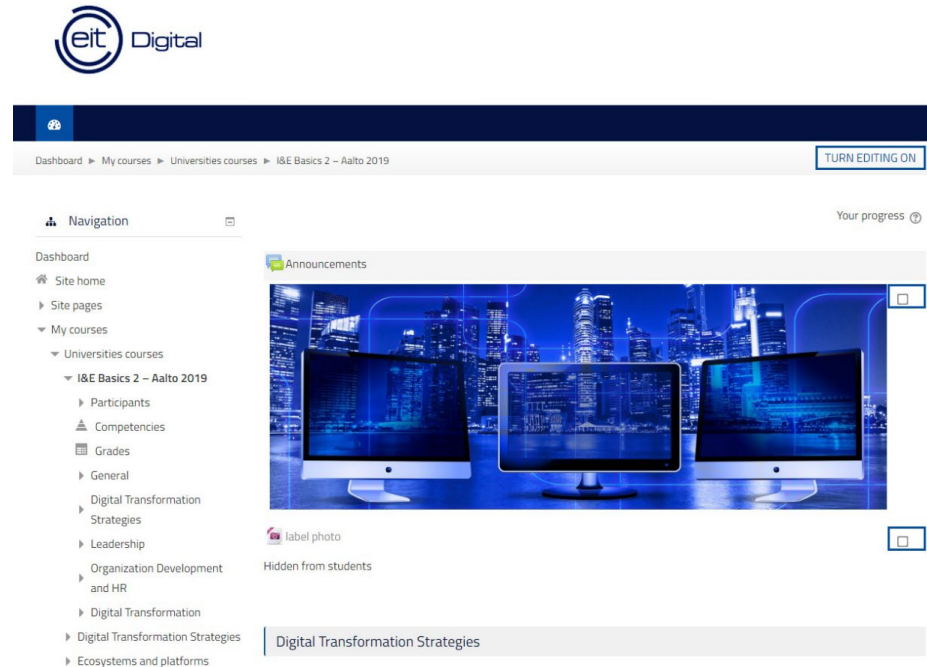 eit Digital
Dashboard ► My courses ► Universities courses ► I&E Basics 2 – Aalto 2019
TURN EDITING ON
Navigation
Your progress
Dashboard
Site home
Site pages
My courses
Universities courses
I&E Basics 2 – Aalto 2019
Participants
Competencies
Grades
General
Digital Transformation
Strategies
Leadership
Organization Development
and HR
Digital Transformation
Digital Transformation Strategies
Ecosystems and platforms
Announcements
label photo
Hidden from students
Digital Transformation Strategies